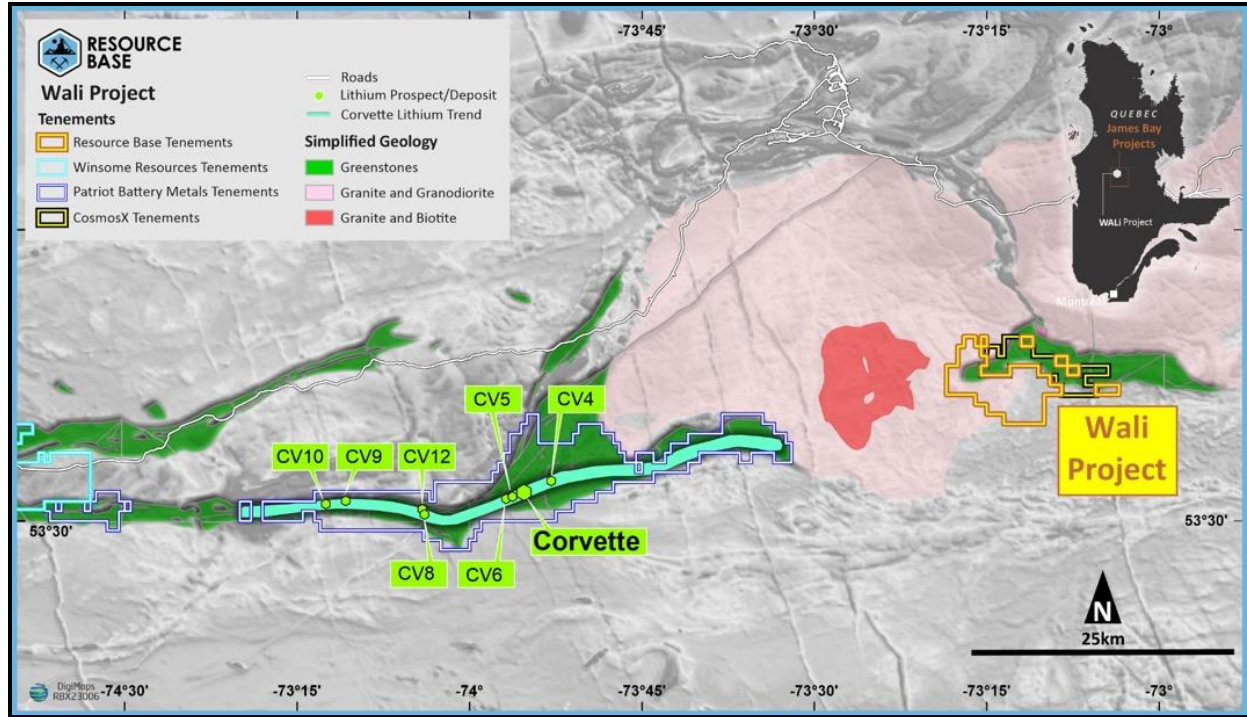 RESOURCE
BASE
Wali Project
Tenements
Resource Base Tenements
Winsome Resources Tenements
Patriot Battery Metals Tenements
CosmosX Tenements
Roads
Lithium Prospect/Deposit
Corvette Lithium Trend
Simplified Geology
Greenstones
Granite and Granodiorite
Granite and Biotite
-73°45'
-73°30'
-73°15'
-73°
QUEBEC
James Bay
Projects
WALi Project
Montreal
CV5
CV4
CV10
CV9
CV12
Wali
Project
53°30'
53°30'
Corvette
CV8
CV6
N
25km
DigiMaps
RBX23006
-74°30'
-73°15'
-74°
-73°45'
-73°30'
-73°15'
-73°